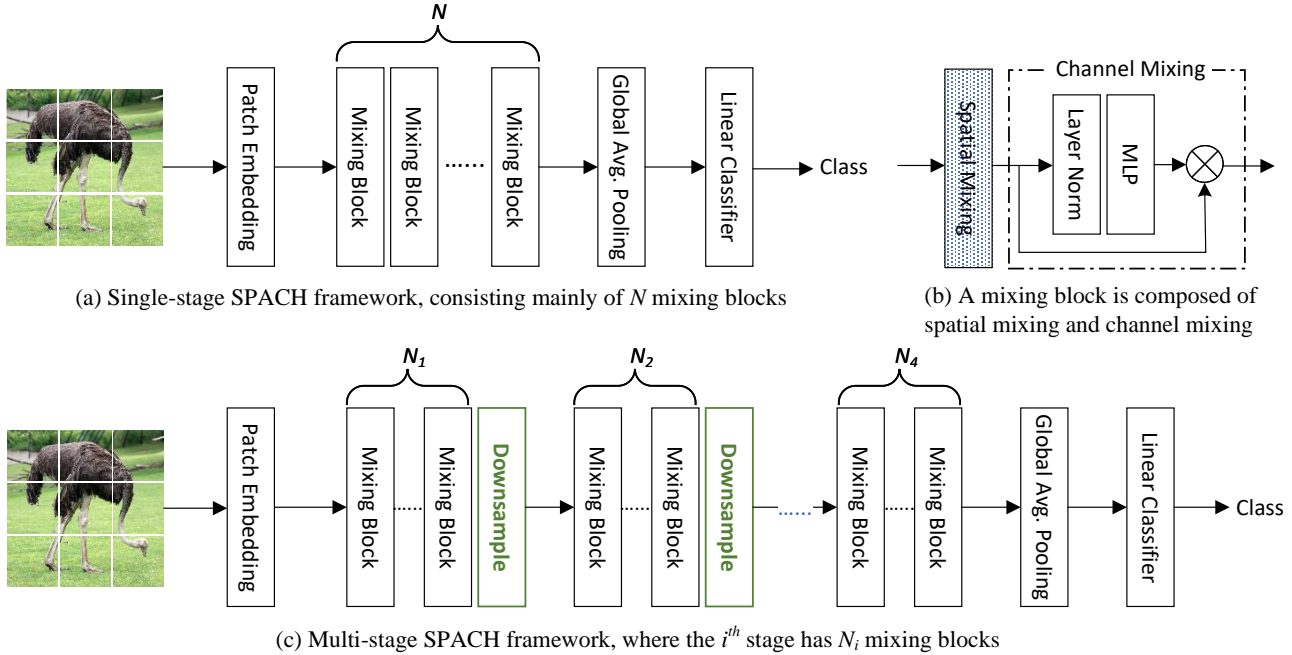 N
Patch Embedding
Mixing Block
Mixing Block
......
Mixing Block
Global Avg. Pooling
Linear Classifier
Class
(a) Single-stage SPACH framework, consisting mainly of N mixing blocks
Spatial Mixing
Channel Mixing
Layer Norm
MLP
(b) A mixing block is composed of
spatial mixing and channel mixing
N1
N2
N4
Patch Embedding
Mixing Block
......
Mixing Block
Downsample
Mixing Block
......
Mixing Block
Downsample
......
Mixing Block
......
Mixing Block
Global Avg. Pooling
Linear Classifier
Class
(c) Multi-stage SPACH framework, where the i^th stage has Ni mixing blocks